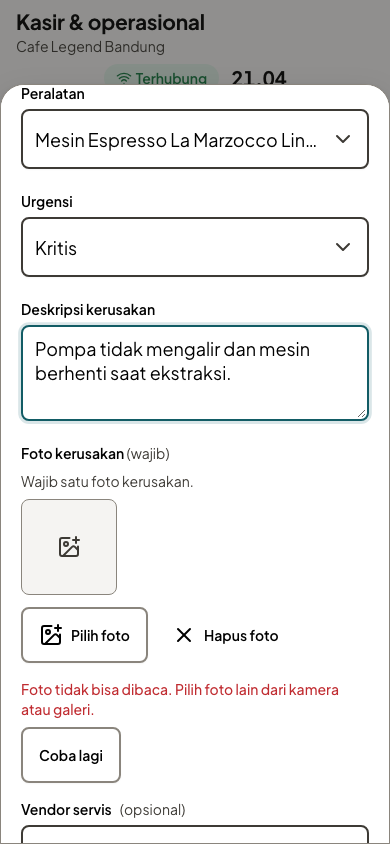 Kasir & operasional
Cafe Legend Bandung
Terhubung 21.04
Peralatan
Mesin Espresso La Marzocco Lin...
Urgensi
Kritis
Deskripsi kerusakan
Pompa tidak mengalir dan mesin
berhenti saat ekstraksi.
Foto kerusakan (wajib)
Wajib satu foto kerusakan.
Pilih foto Hapus foto
Foto tidak bisa dibaca. Pilih foto lain dari kamera
atau galeri.
Coba lagi
Vendor servis (opsional)